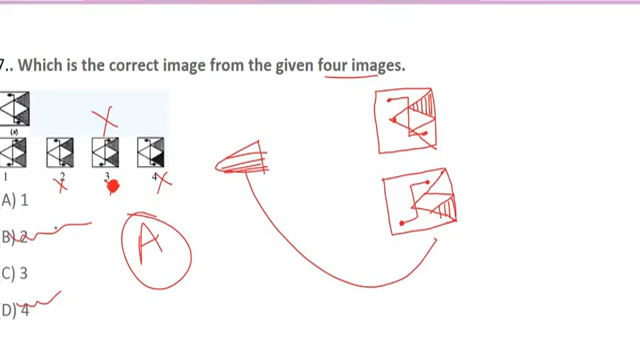 7.. Which is the correct image from the given four images.
(x)
1 2 3 4
(A) 1
(B) 2
(C) 3
(D) 4
A